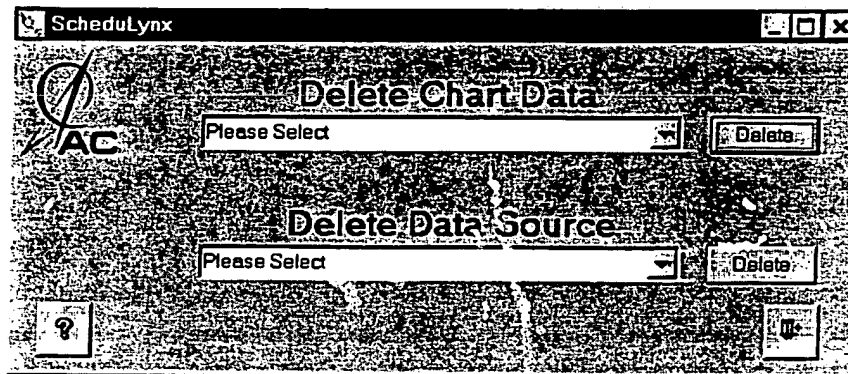 ScheduLynx
Delete Chart Data
AC
Please Select
Delete
Delete Data Source
Please Select
Delete
?